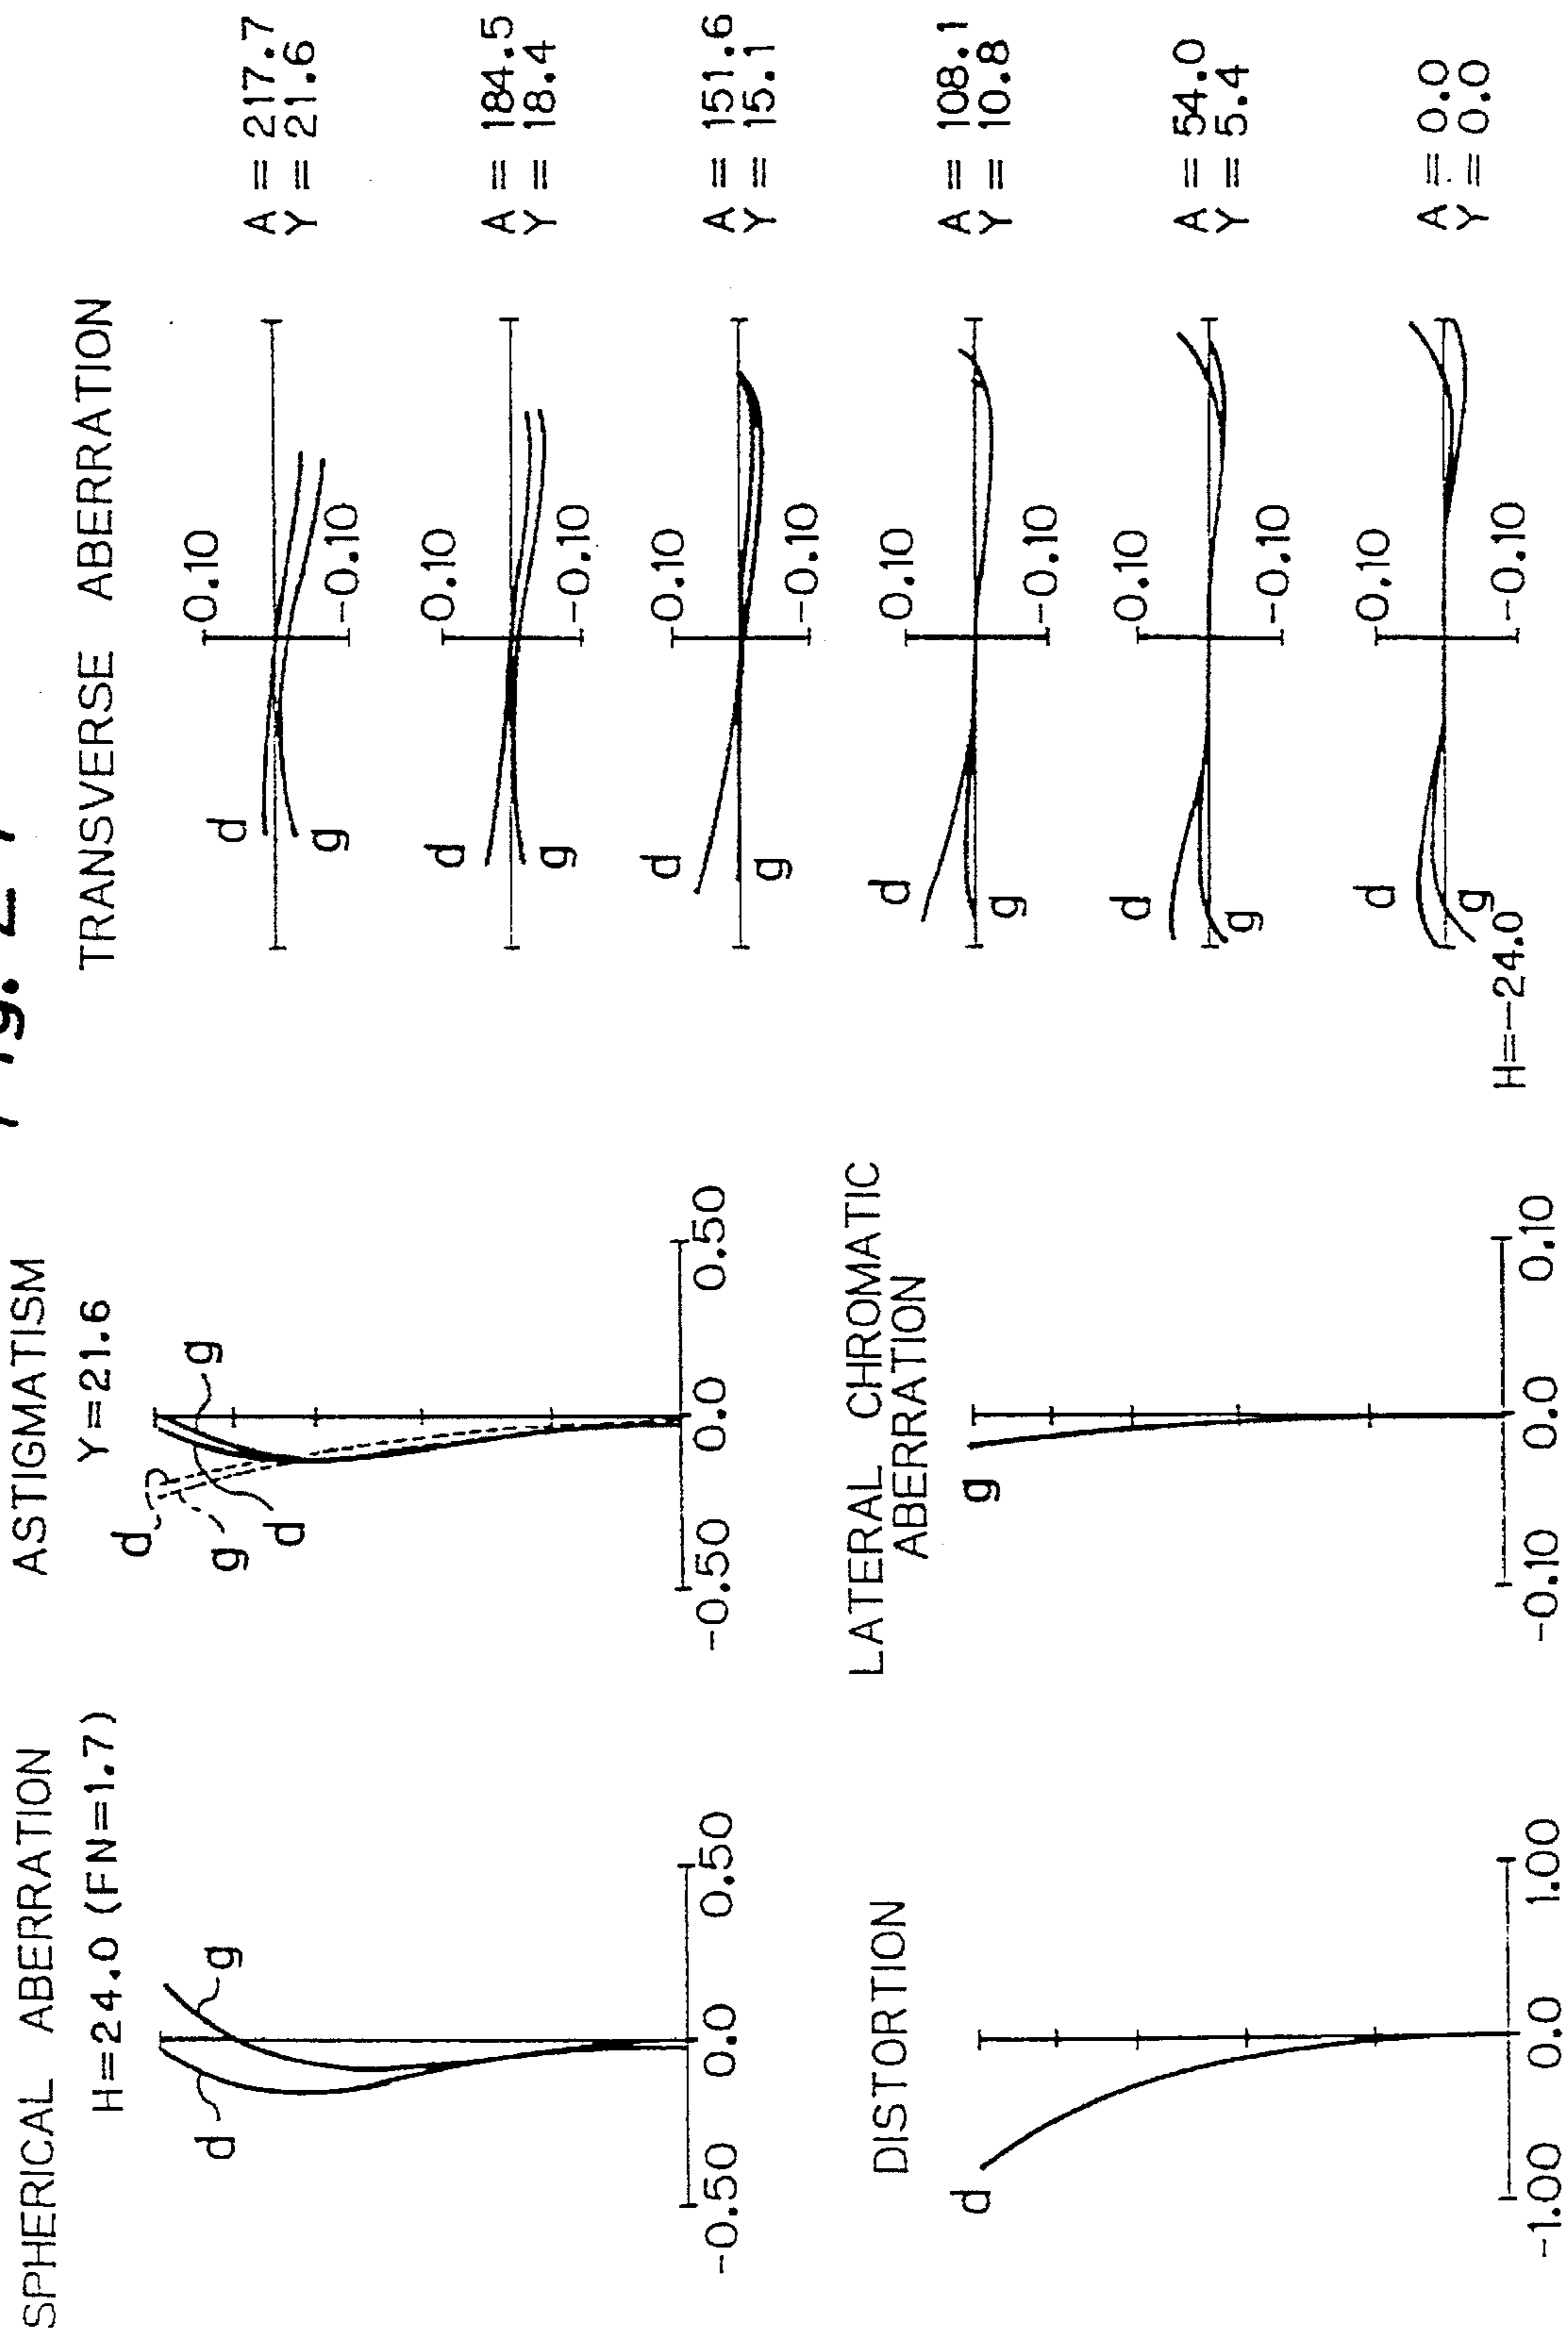 SPHERICAL ABERRATION
H=24.0 (FN=1.7)
d
g
-0.50
0.0
0.50
ASTIGMATISM
Y=21.6
d
g
d
g
-0.50
0.0
0.50
DISTORTION
d
-1.00
0.0
1.00
LATERAL CHROMATIC
ABERRATION
g
-0.10
0.0
0.10
TRANSVERSE ABERRATION
0.10
d
g
-0.10
A = 217.7
Y = 21.6
0.10
d
g
-0.10
A = 184.5
Y = 18.4
0.10
d
g
-0.10
A = 151.6
Y = 15.1
0.10
d
g
-0.10
A = 108.1
Y = 10.8
0.10
d
g
-0.10
A = 54.0
Y = 5.4
0.10
d
g
-0.10
H=-24.0
A = 0.0
Y = 0.0